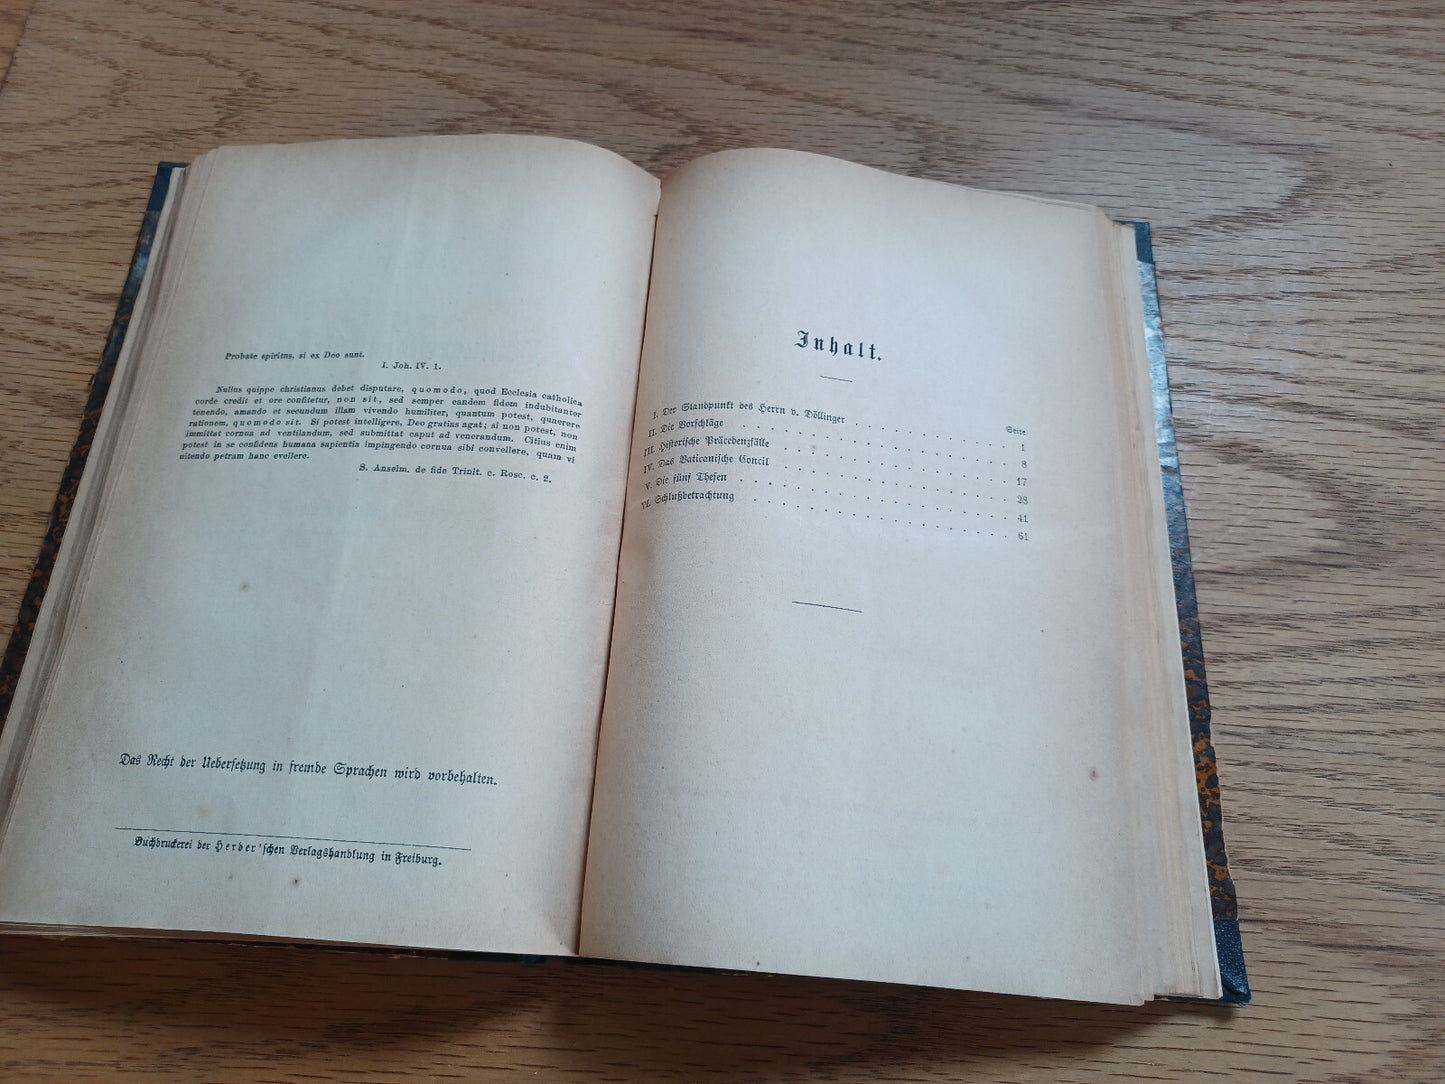 Probate spiritus, si ex Deo sunt.
I. Joh. IV. 1.
Nullus quippe christianus debet disputare, quomodo, quod Ecclesia catholica
corde credit et ore confitetur, non sit, sed semper eandem fidem indubitanter
tenendo, amando et secundum illam vivendo humiliter, quantum potest, quaerere
rationem, quomodo sit. Si potest intelligere, Deo gratias agat; si non potest, non
immittat cornua ad ventilandum, sed submittat caput ad venerandum. Citius enim
potest in se confidens humana sapientia impingendo cornua sibi convellere, quam vi
nitendo petram hanc evellere.
S. Anselm. de fide Trinit. c. Rosc. c. 2.
Das Recht der Uebersetzung in fremde Sprachen wird vorbehalten.
Buchdruckerei der Herder'schen Verlagshandlung in Freiburg.
Inhalt.
Seite
I. Der Standpunkt des Herrn v. Döllinger . . . . . . . . . 1
II. Die Vorschläge . . . . . . . . . . . . . . . . 8
III. Historische Präcedenzfälle . . . . . . . . . . . . . 17
IV. Das Vaticanische Concil . . . . . . . . . . . . . 28
V. Die fünf Thesen . . . . . . . . . . . . . . . . 41
VI. Schlußbetrachtung . . . . . . . . . . . . . . . 61